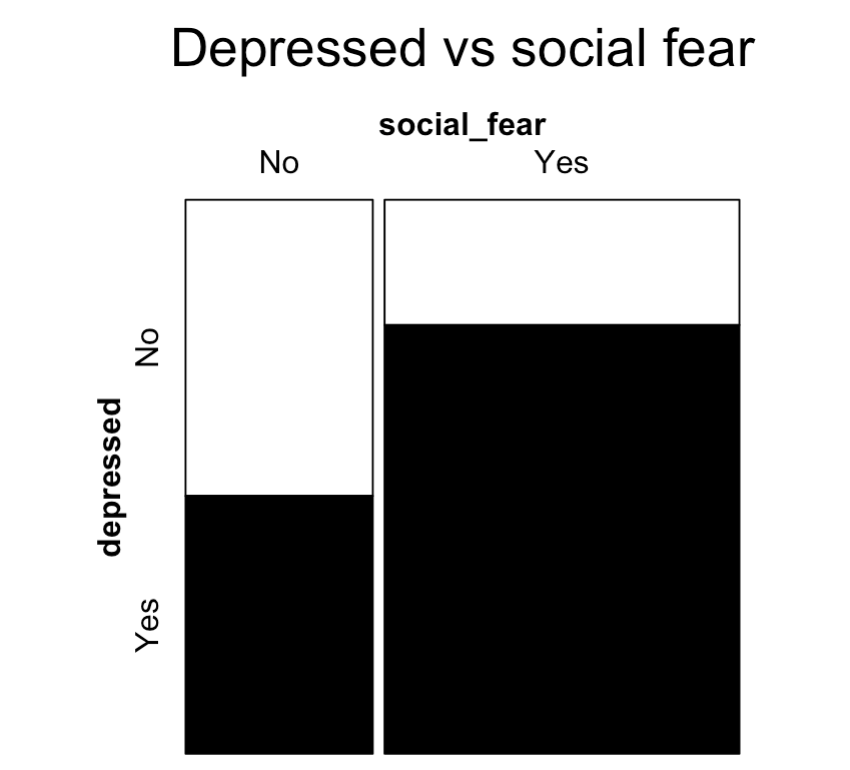 Depressed vs social fear
social_fear
No Yes
No
depressed
Yes